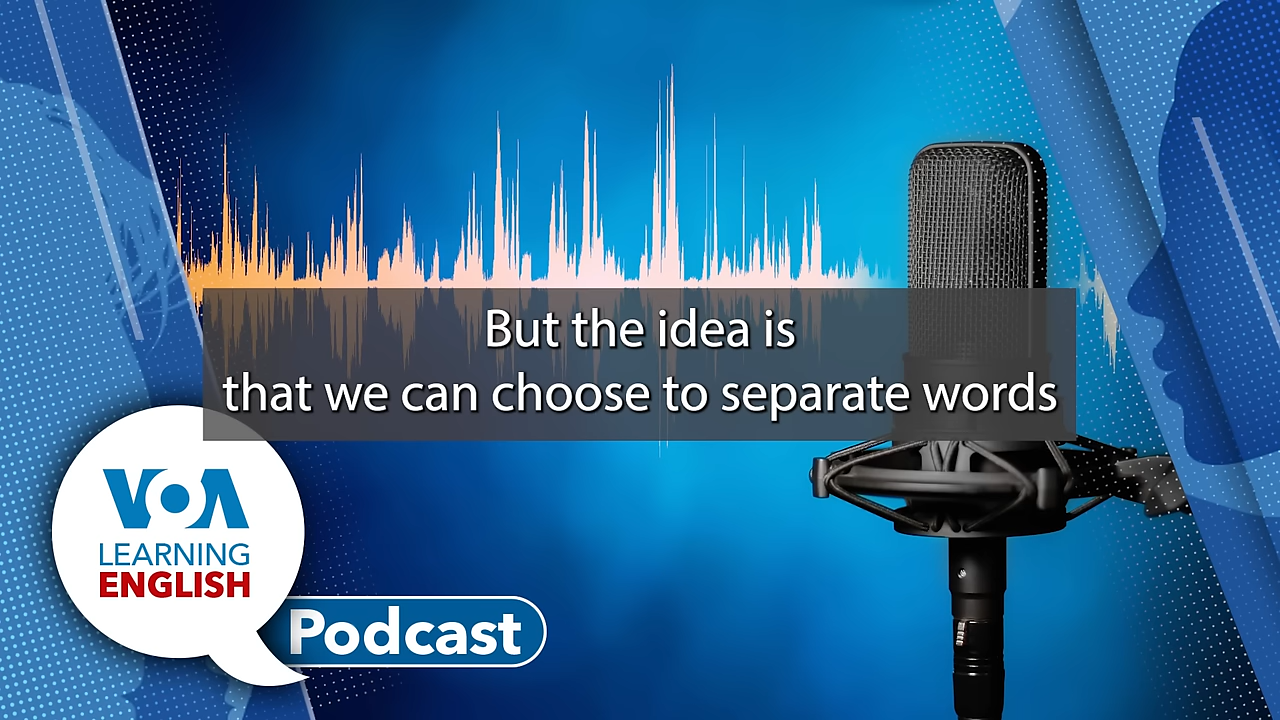 But the idea is
that we can choose to separate words
VOA
LEARNING
ENGLISH
Podcast